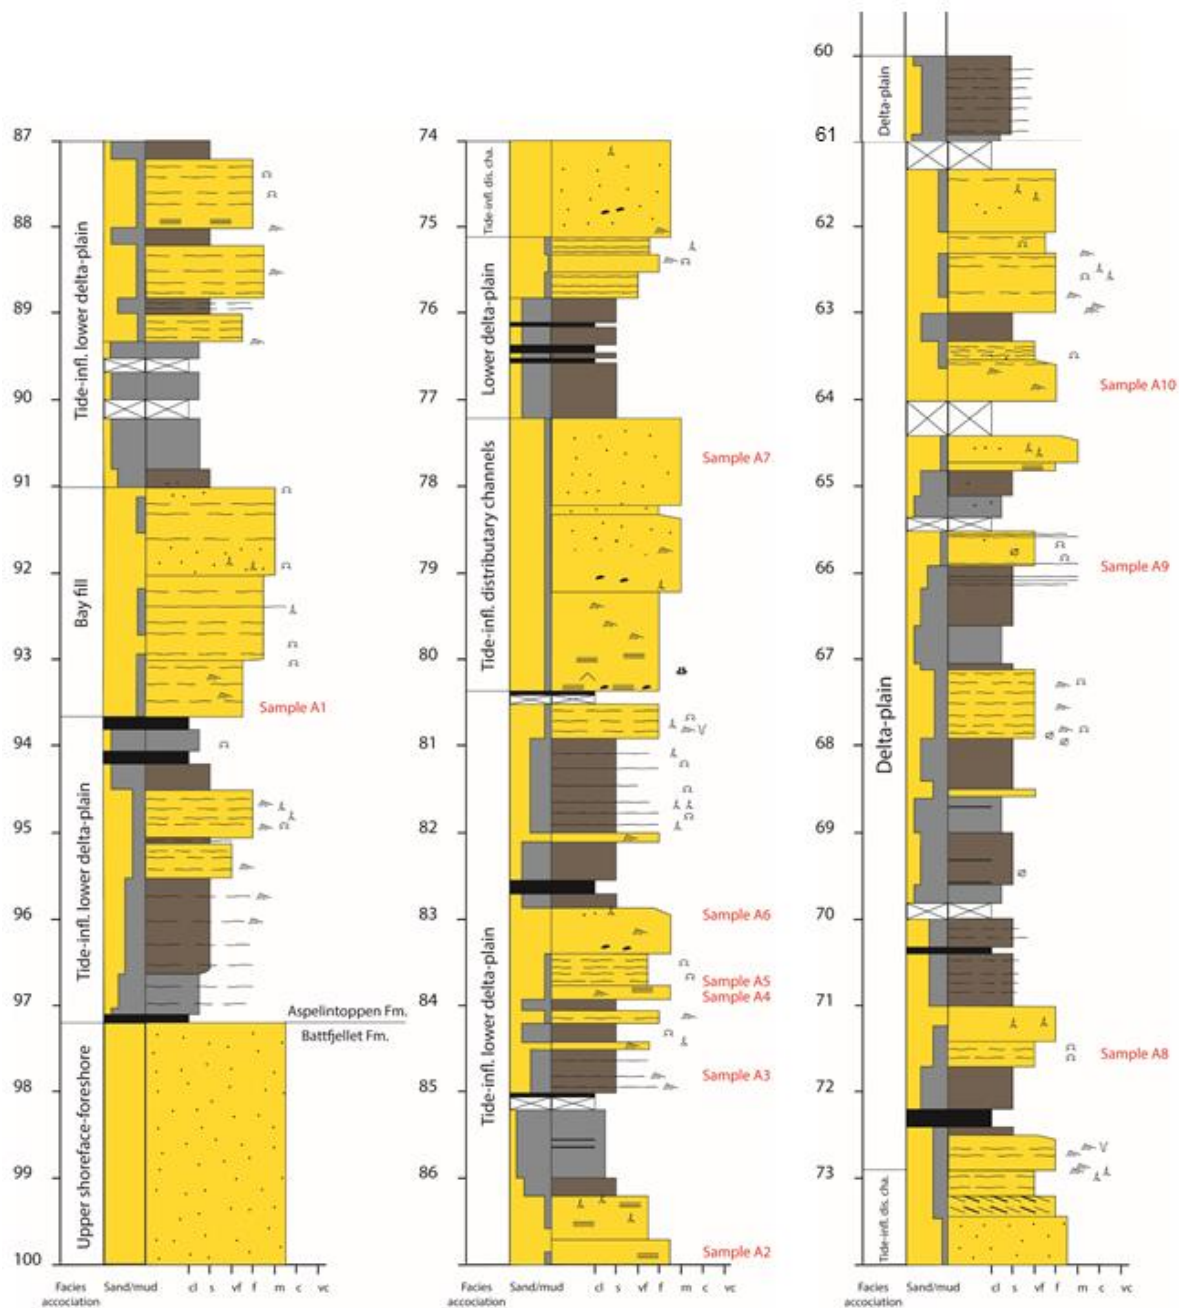 87
88
89
90
91
92
93
94
95
96
97
98
99
100
Tide-infl. lower delta-plain
Bay fill
Tide-infl. lower delta-plain
Upper shoreface-foreshore
Sample A1
Aspelintoppen Fm.
Battfjellet Fm.
Facies
accociation
Sand/mud
cl s vf f m c vc
74
75
76
77
78
79
80
81
82
83
84
85
86
Tide-infl. dis. cha.
Lower delta-plain
Tide-infl. distributary channels
Tide-infl. lower delta-plain
Sample A7
Sample A6
Sample A5
Sample A4
Sample A3
Sample A2
Facies
accociation
Sand/mud
cl s vf f m c vc
60
61
62
63
64
65
66
67
68
69
70
71
72
73
Delta-plain
Delta-plain
Tide-infl. dis. cha.
Sample A10
Sample A9
Sample A8
Facies
accociation
Sand/mud
cl s vf f m c vc